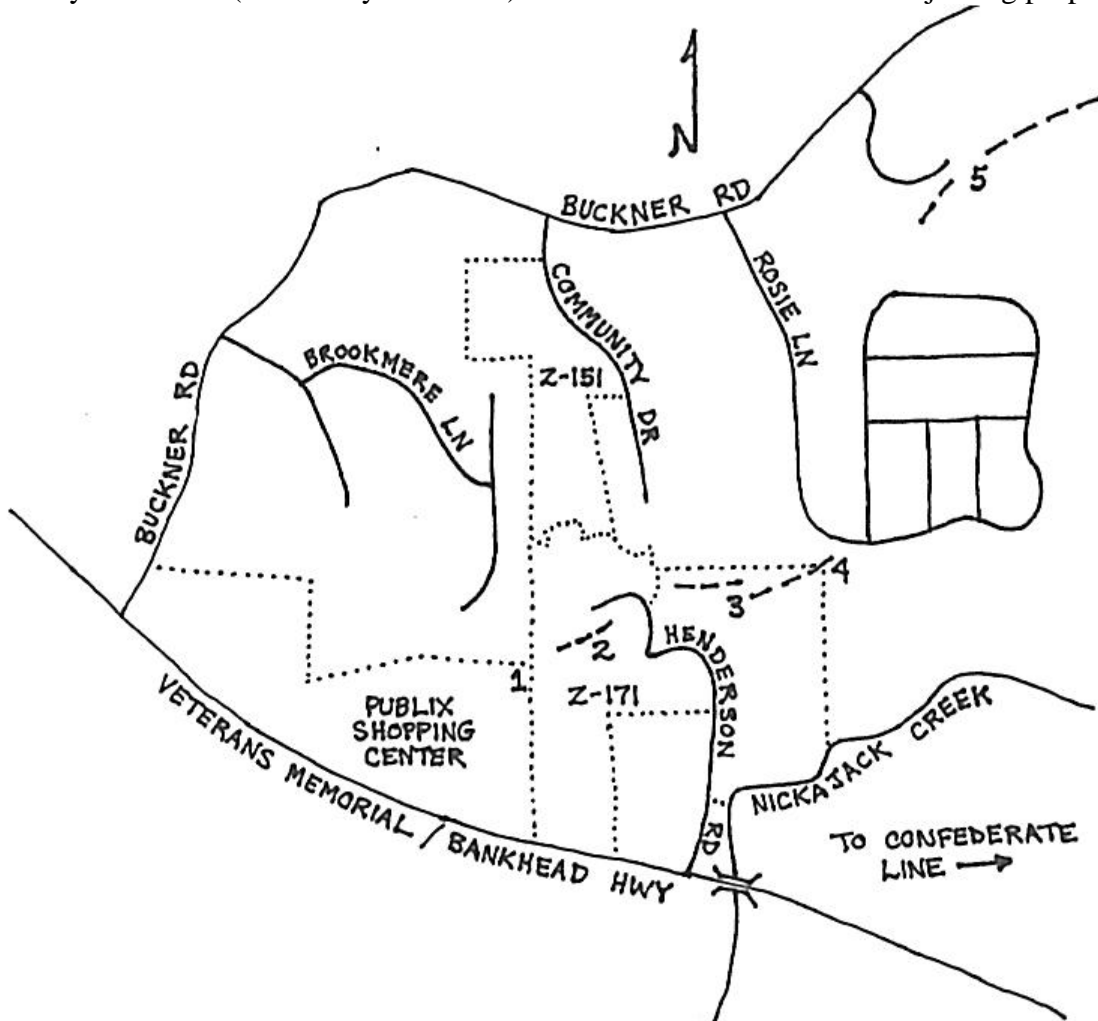 N
BUCKNER RD
5
COMMUNITY DR
ROSIE LN
BROOKMERE LN
Z-151
BUCKNER RD
4
3
2
HENDERSON RD
1
Z-171
PUBLIX
SHOPPING
CENTER
NICKAJACK CREEK
VETERANS MEMORIAL / BANKHEAD HWY
TO CONFEDERATE
LINE →